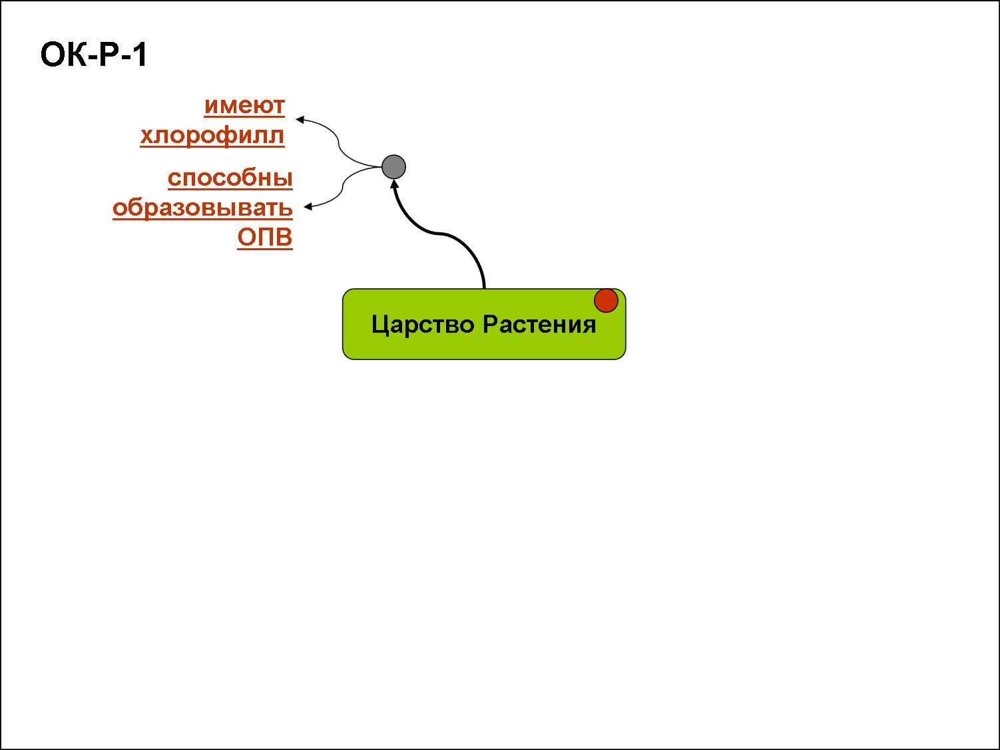 ОК-Р-1
имеют
хлорофилл
способны
образовывать
ОПВ
Царство Растения